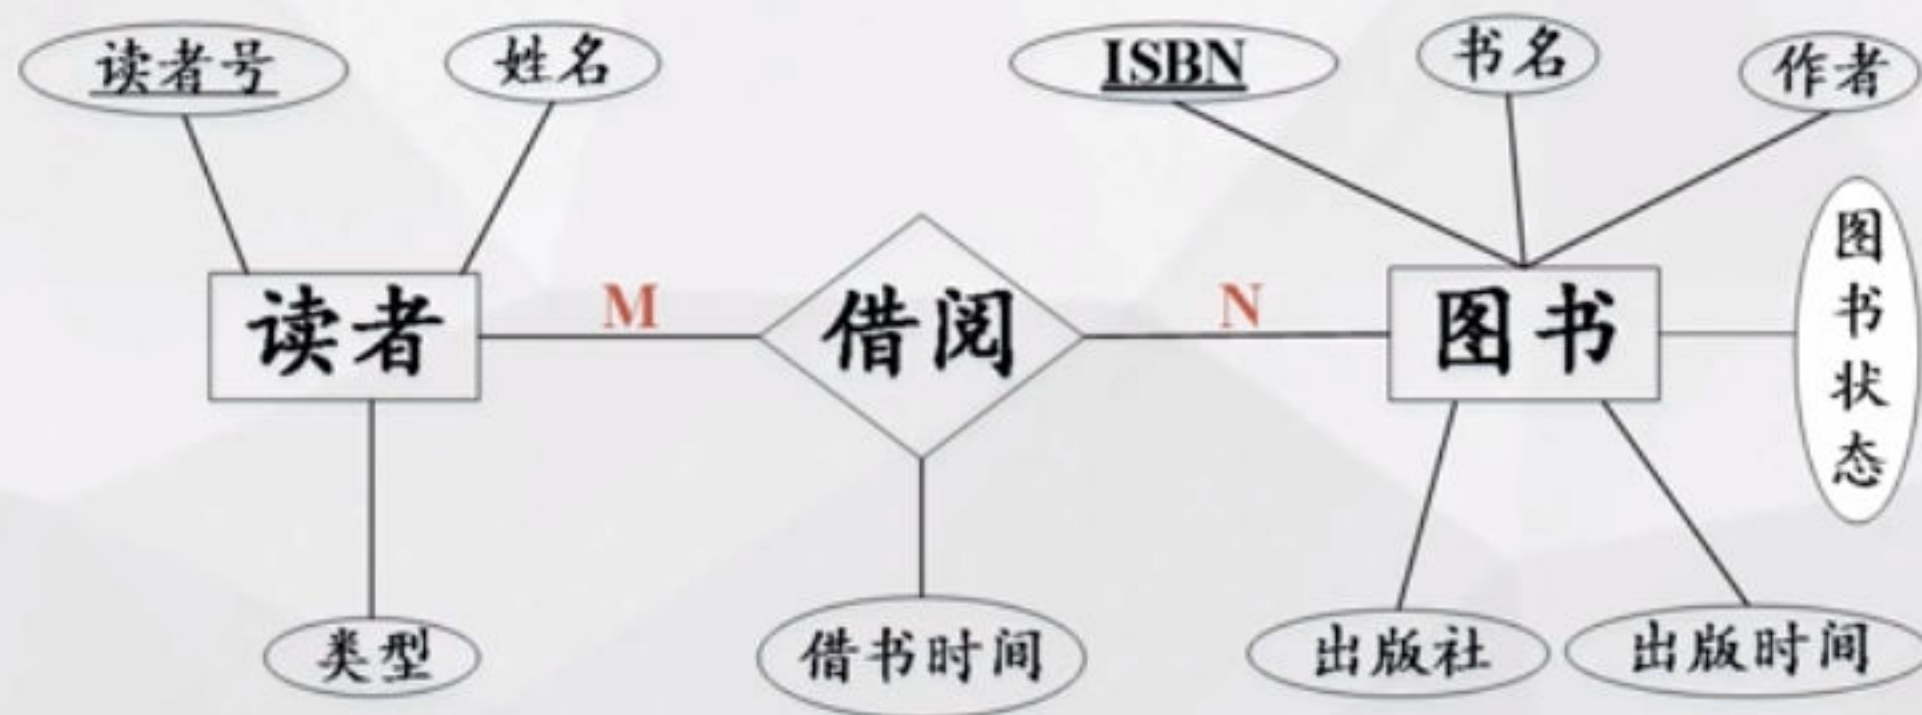 读者号
姓名
ISBN
书名
作者
图书状态
读者
M
借阅
N
图书
类型
借书时间
出版社
出版时间